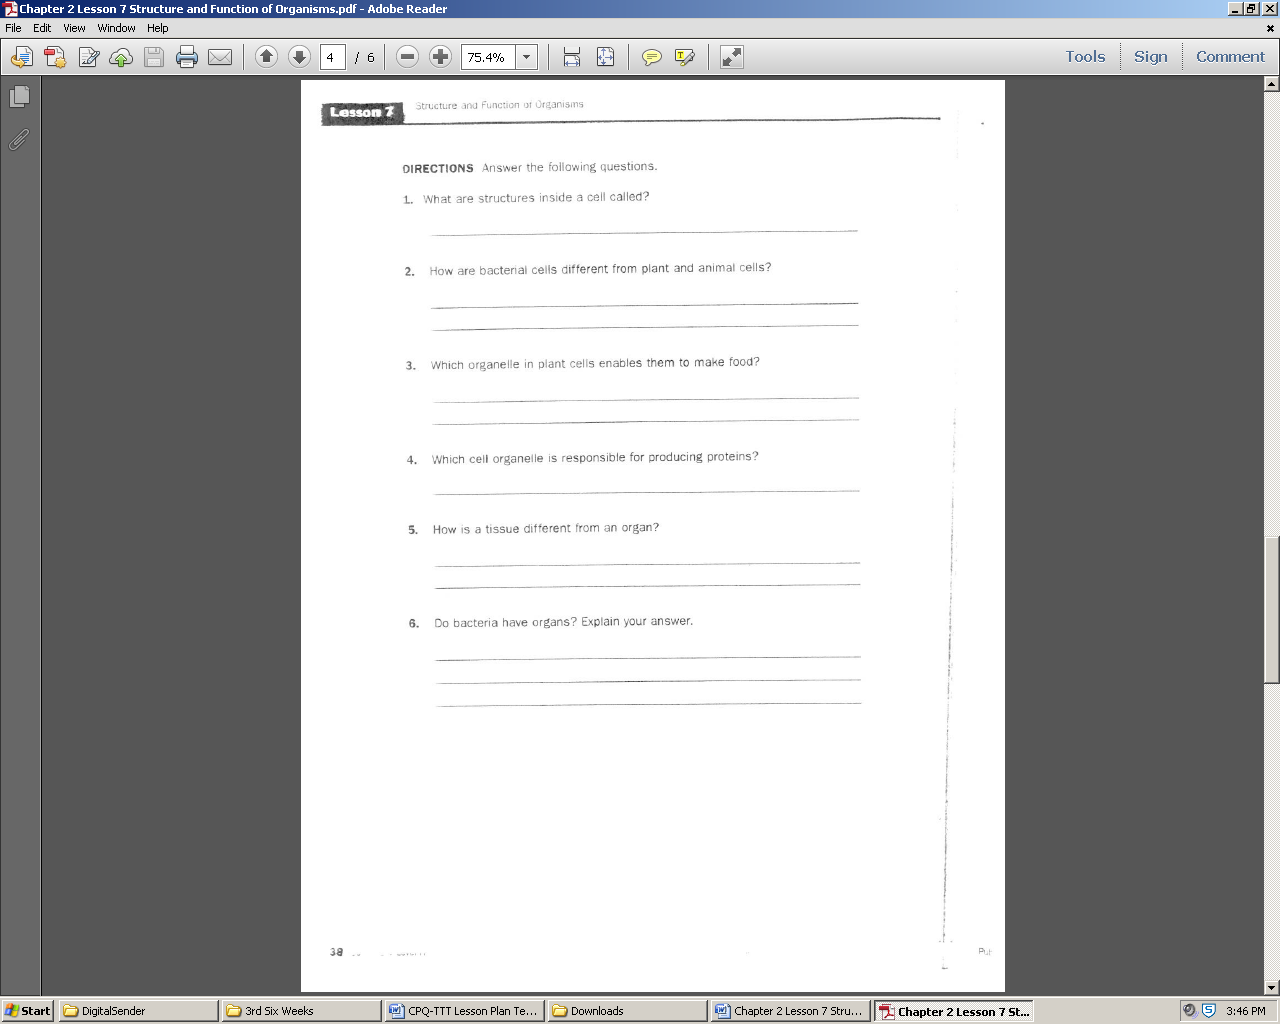 Chapter 2 Lesson 7 Structure and Function of Organisms.pdf - Adobe Reader
File Edit View Window Help
4 / 6 75.4% Tools Sign Comment
Lesson 7 Structure and Function of Organisms
DIRECTIONS Answer the following questions.
1. What are structures inside a cell called?
2. How are bacterial cells different from plant and animal cells?
3. Which organelle in plant cells enables them to make food?
4. Which cell organelle is responsible for producing proteins?
5. How is a tissue different from an organ?
6. Do bacteria have organs? Explain your answer.
38
Start DigitalSender 3rd Six Weeks CPQ-TTT Lesson Plan Te... Downloads Chapter 2 Lesson 7 Stru... Chapter 2 Lesson 7 St... 3:46 PM